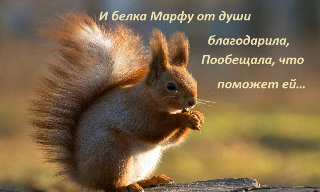 И белка Марфу от души
благодарила,
Пообещала, что
поможет ей...